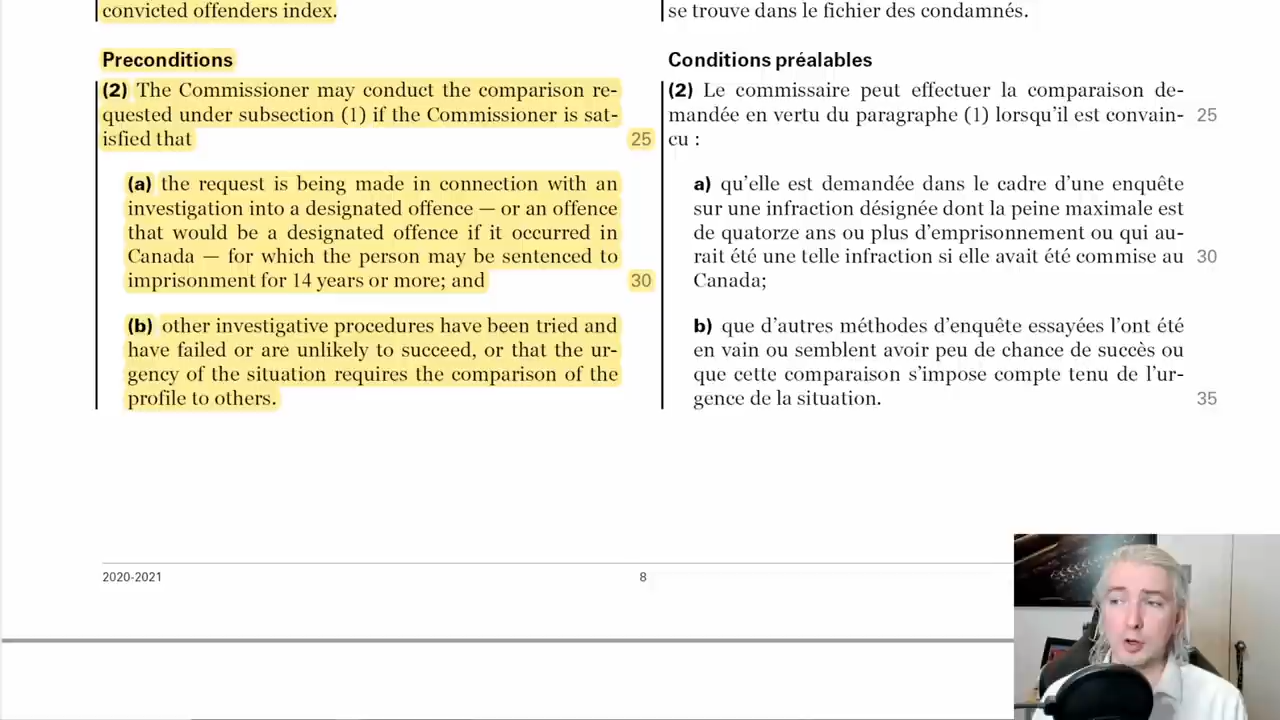 convicted offenders index.
Preconditions
(2) The Commissioner may conduct the comparison re-
quested under subsection (1) if the Commissioner is sat-
isfied that
25
(a) the request is being made in connection with an
investigation into a designated offence — or an offence
that would be a designated offence if it occurred in
Canada — for which the person may be sentenced to
imprisonment for 14 years or more; and
30
(b) other investigative procedures have been tried and
have failed or are unlikely to succeed, or that the ur-
gency of the situation requires the comparison of the
profile to others.
se trouve dans le fichier des condamnés.
Conditions préalables
(2) Le commissaire peut effectuer la comparaison de-
mandée en vertu du paragraphe (1) lorsqu'il est convain-
25
cu :
a) qu'elle est demandée dans le cadre d'une enquête
sur une infraction désignée dont la peine maximale est
de quatorze ans ou plus d'emprisonnement ou qui au-
rait été une telle infraction si elle avait été commise au
30
Canada;
b) que d'autres méthodes d'enquête essayées l'ont été
en vain ou semblent avoir peu de chance de succès ou
que cette comparaison s'impose compte tenu de l'ur-
gence de la situation.
35
2020-2021
8